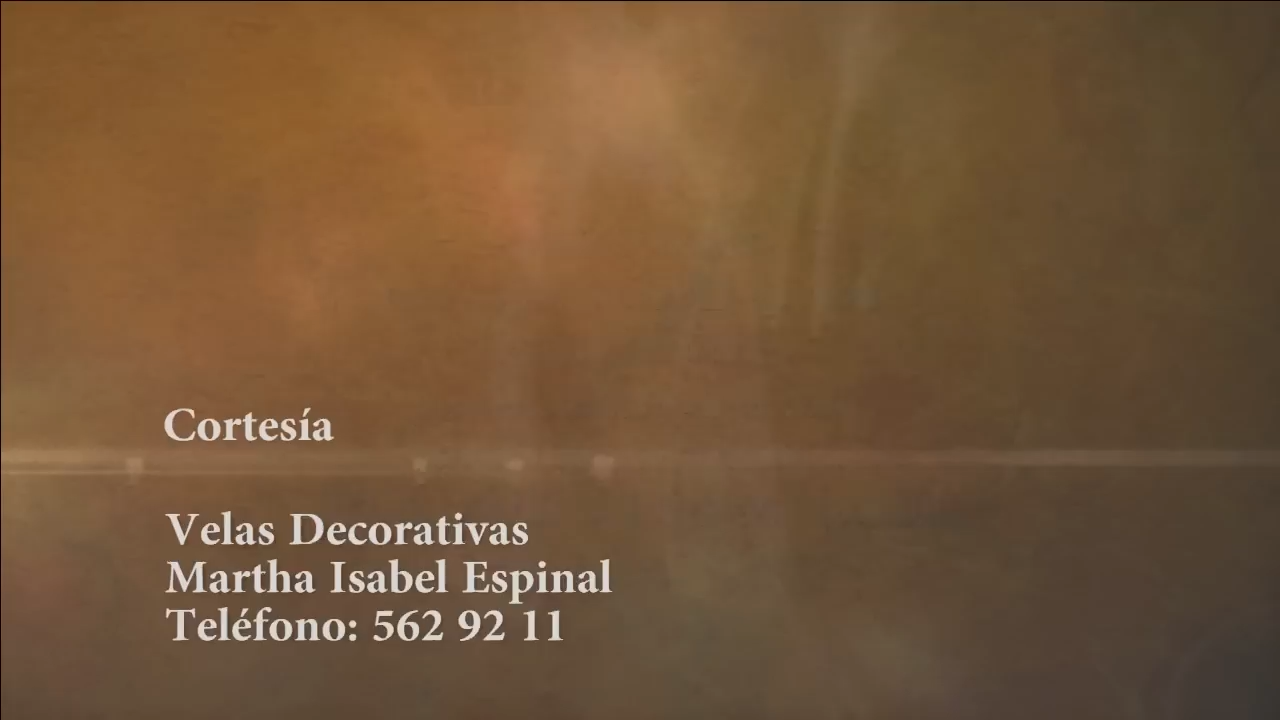 Cortesía
Velas Decorativas
Martha Isabel Espinal
Teléfono: 562 92 11